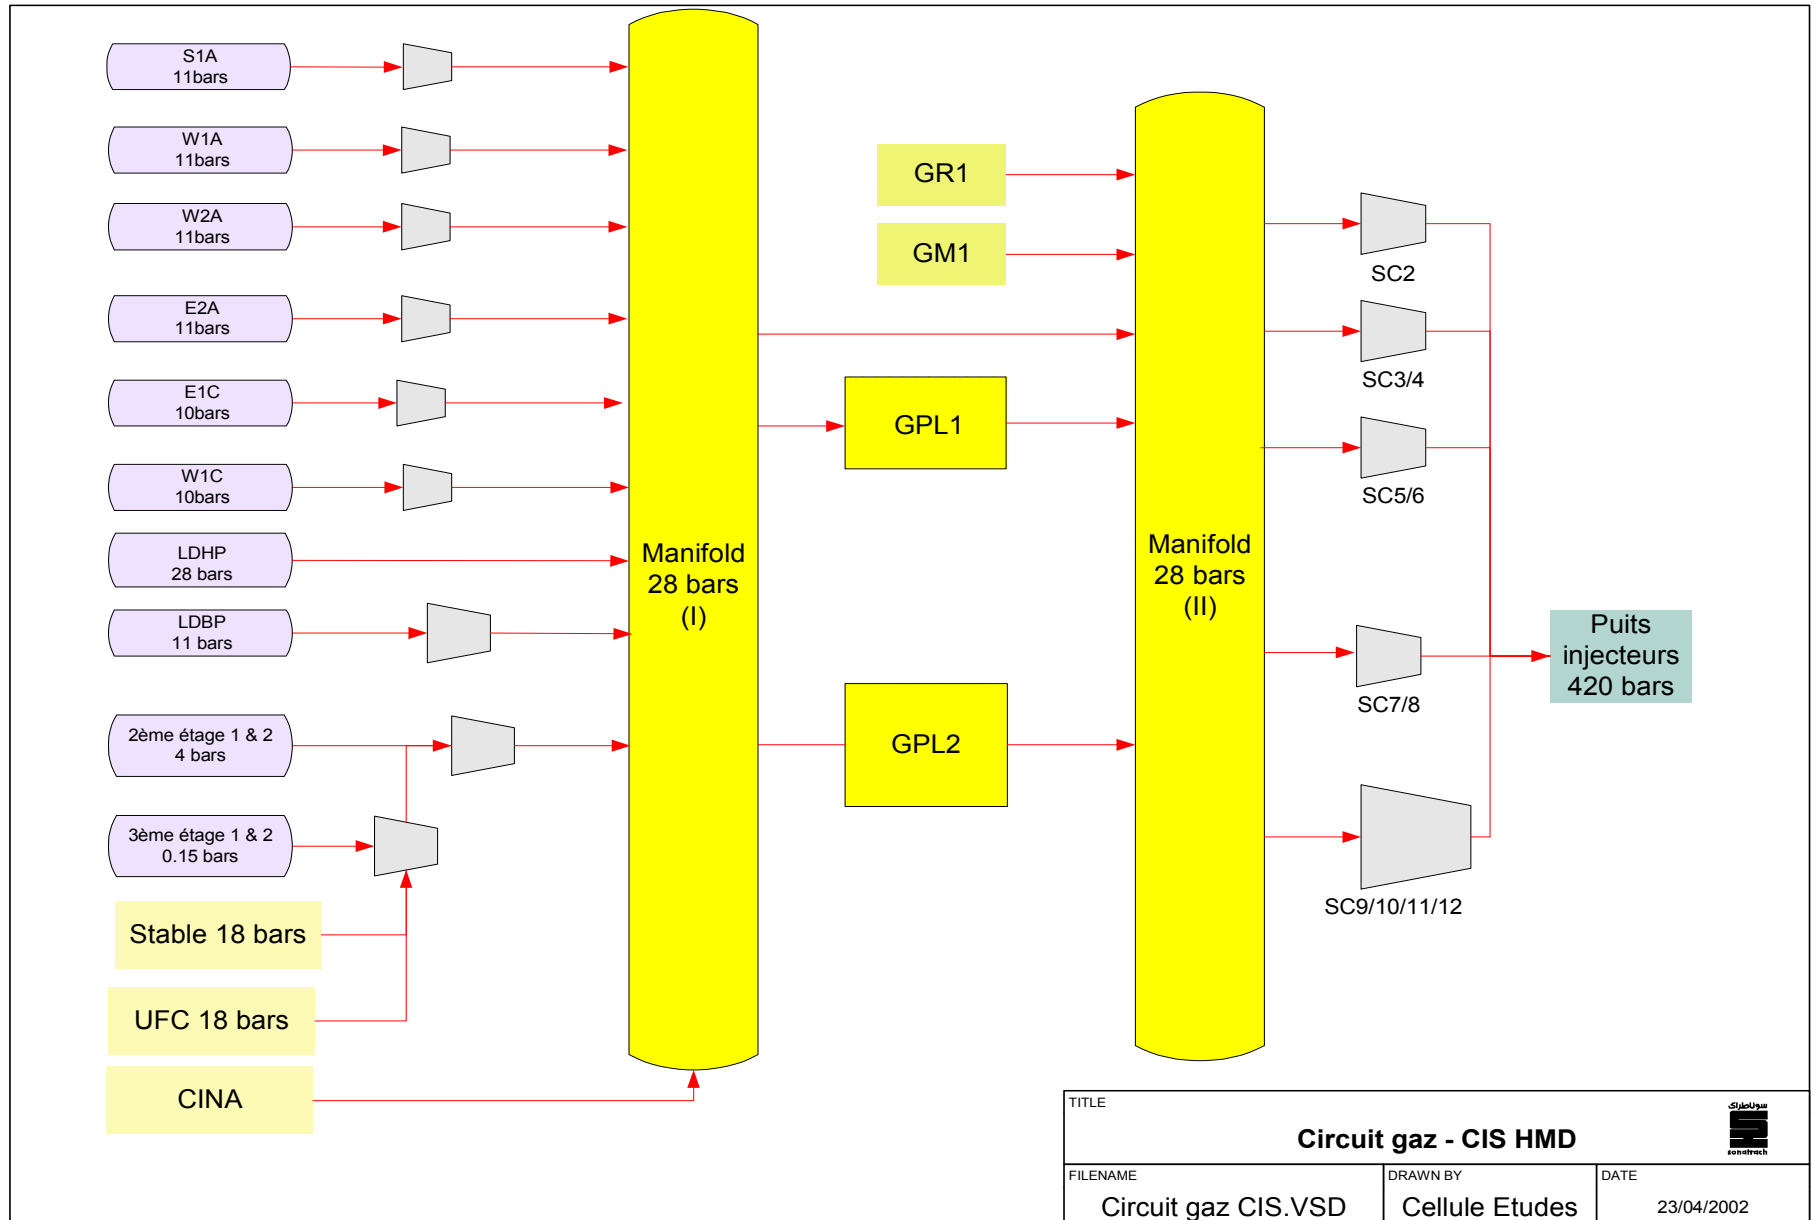 S1A
11bars
W1A
11bars
W2A
11bars
E2A
11bars
E1C
10bars
W1C
10bars
LDHP
28 bars
LDBP
11 bars
2ème étage 1 & 2
4 bars
3ème étage 1 & 2
0.15 bars
Stable 18 bars
UFC 18 bars
CINA
Manifold
28 bars
(I)
GR1
GM1
GPL1
GPL2
Manifold
28 bars
(II)
SC2
SC3/4
SC5/6
SC7/8
SC9/10/11/12
Puits
injecteurs
420 bars
TITLE
Circuit gaz - CIS HMD
سوناطراك
sonatrach
FILENAME
Circuit gaz CIS.VSD
DRAWN BY
Cellule Etudes
DATE
23/04/2002